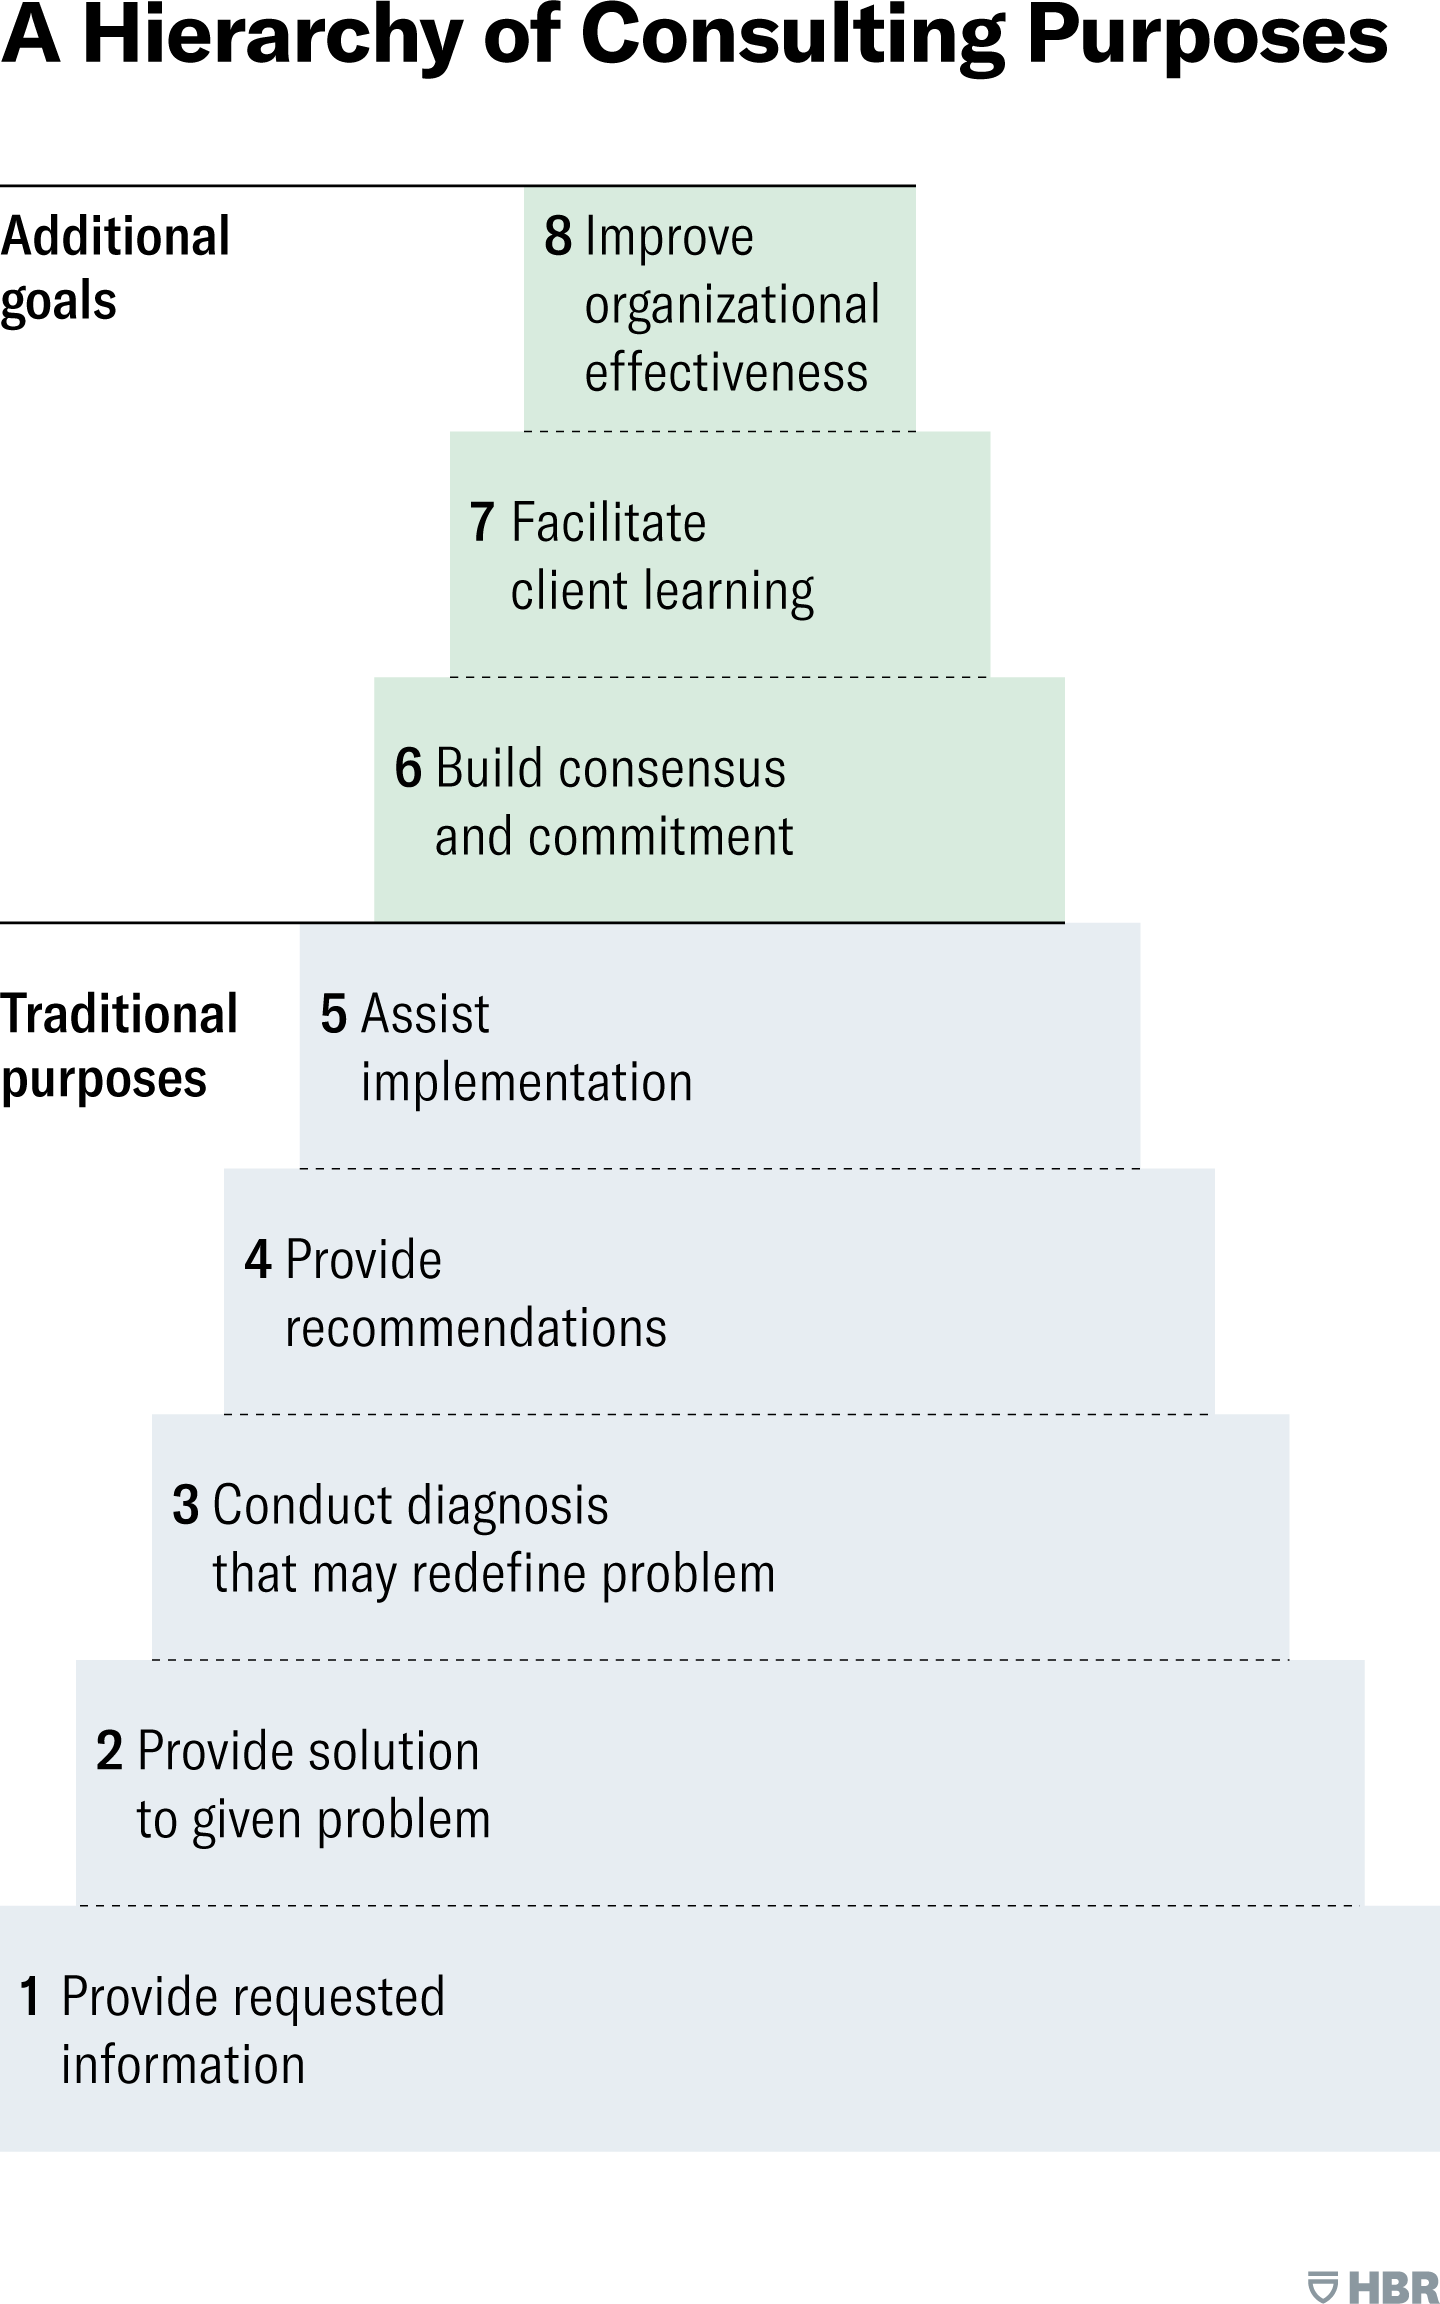 A Hierarchy of Consulting Purposes
Additional
goals
8 Improve
organizational
effectiveness
7 Facilitate
client learning
6 Build consensus
and commitment
Traditional
purposes
5 Assist
implementation
4 Provide
recommendations
3 Conduct diagnosis
that may redefine problem
2 Provide solution
to given problem
1 Provide requested
information
HBR